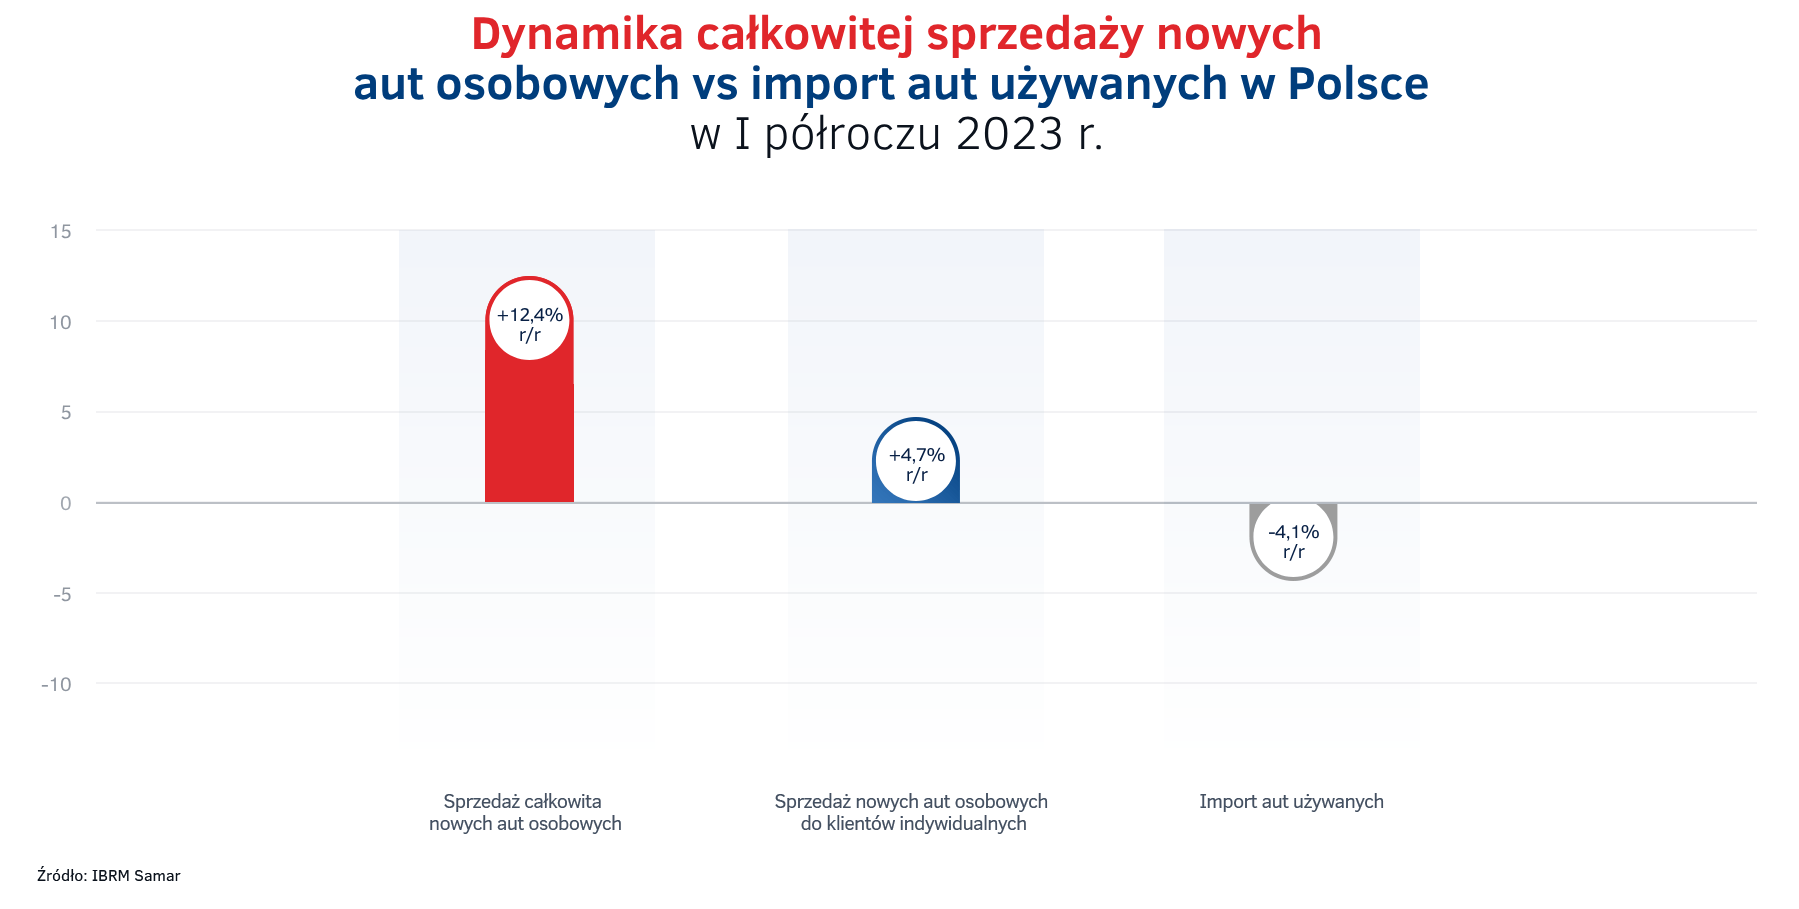 Dynamika całkowitej sprzedaży nowych
aut osobowych vs import aut używanych w Polsce
w I półroczu 2023 r.
15
10
5
0
-5
-10
+12,4%
r/r
+4,7%
r/r
-4,1%
r/r
Sprzedaż całkowita
nowych aut osobowych
Sprzedaż nowych aut osobowych
do klientów indywidualnych
Import aut używanych
Źródło: IBRM Samar